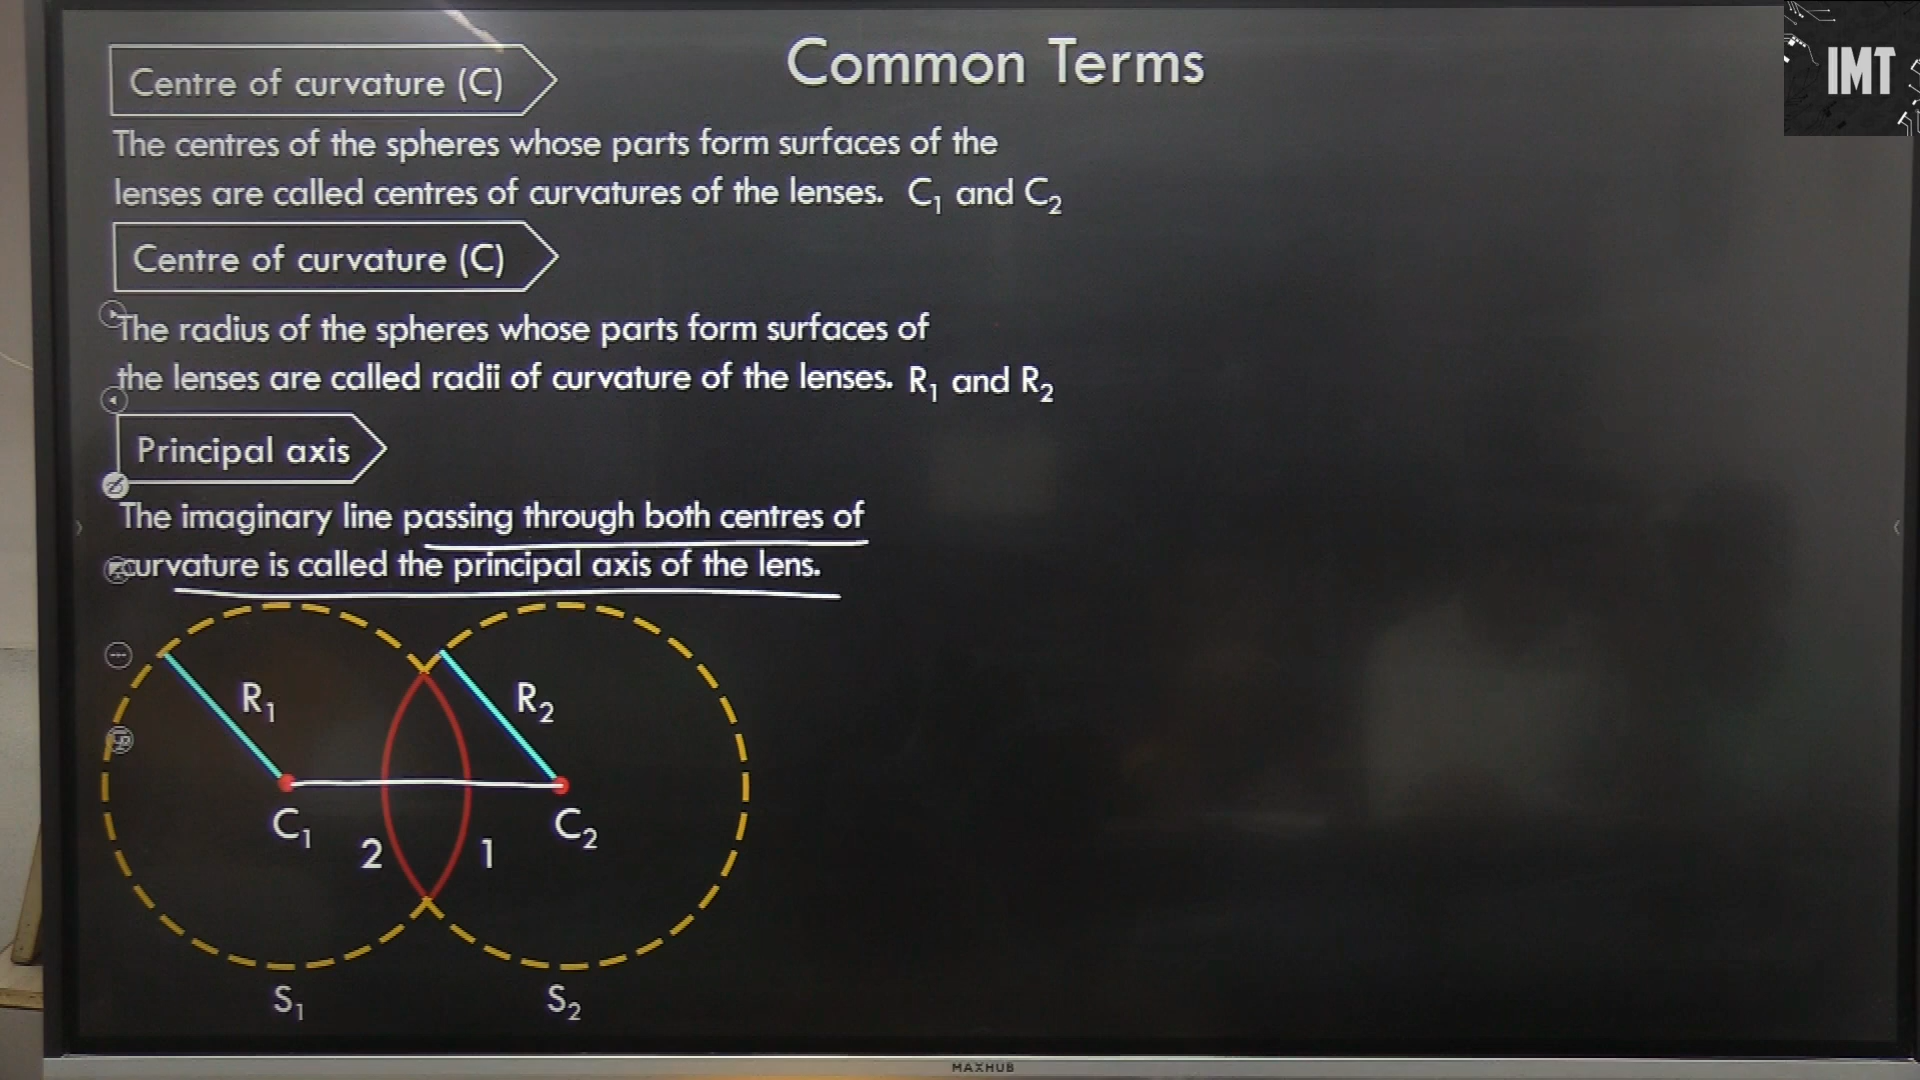 Common Terms
IMT
Centre of curvature (C)
The centres of the spheres whose parts form surfaces of the
lenses are called centres of curvatures of the lenses. C₁ and C₂
Centre of curvature (C)
The radius of the spheres whose parts form surfaces of
the lenses are called radii of curvature of the lenses. R₁ and R₂
Principal axis
The imaginary line passing through both centres of
curvature is called the principal axis of the lens.
R₁
R₂
C₁
C₂
2
1
S₁
S₂
MAXHUB